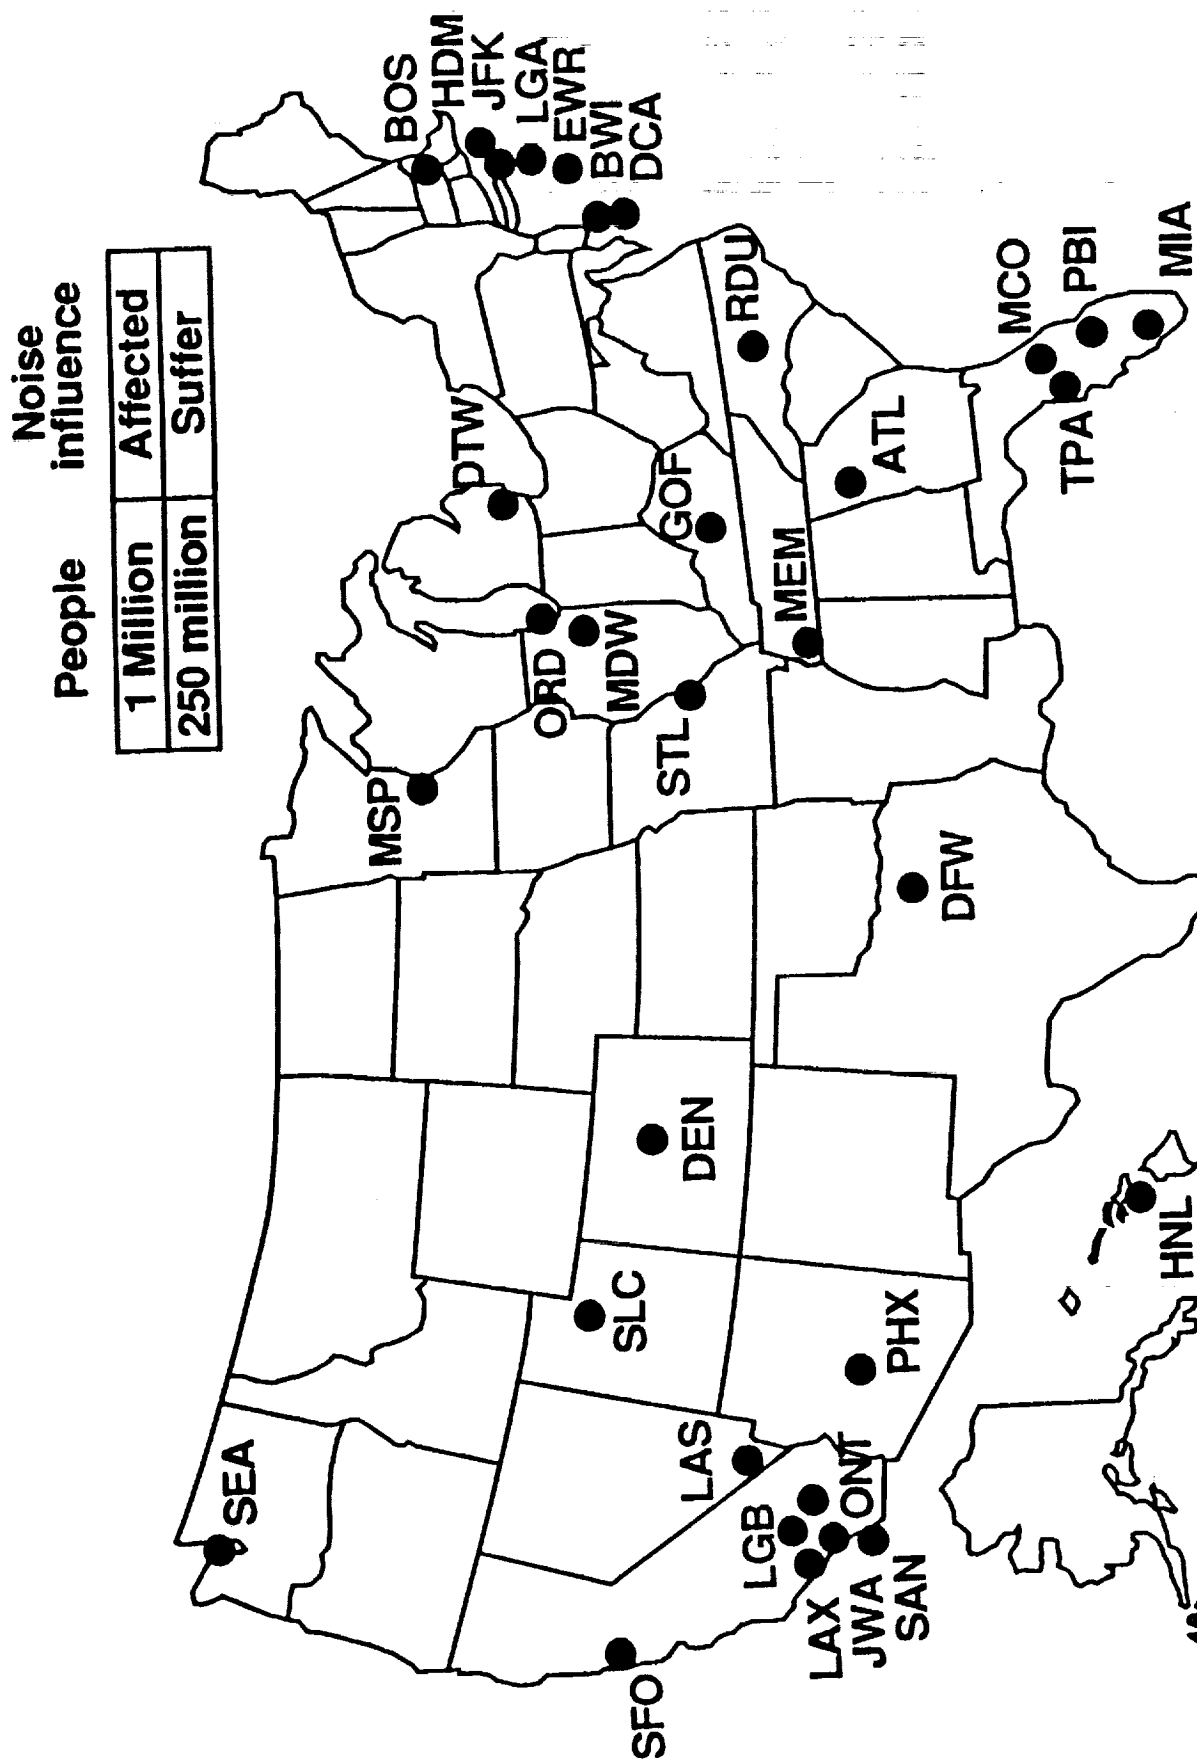 Noise
People influence
1 Million Affected
250 million Suffer
SEA
SFO
LAS
LGB
LAX
JWA
SAN
ONT
PHX
SLC
DEN
HNL
MSP
ORD
MDW
STL
DFW
DTW
GOF
MEM
ATL
RDU
BOS
HDM
JFK
LGA
EWR
BWI
DCA
MCO
PBI
TPA
MIA